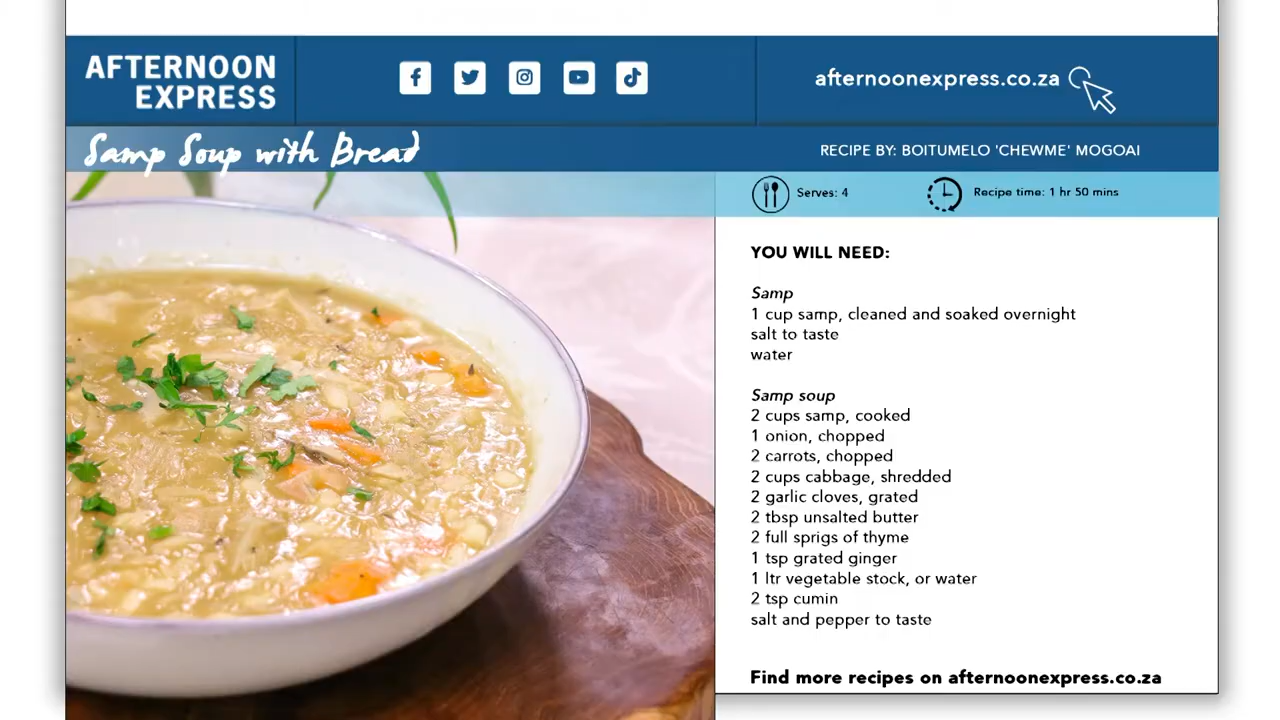 AFTERNOON
EXPRESS
afternoonexpress.co.za
Samp Soup with Bread
RECIPE BY: BOITUMELO 'CHEWME' MOGOAI
Serves: 4
Recipe time: 1 hr 50 mins
YOU WILL NEED:
Samp
1 cup samp, cleaned and soaked overnight
salt to taste
water
Samp soup
2 cups samp, cooked
1 onion, chopped
2 carrots, chopped
2 cups cabbage, shredded
2 garlic cloves, grated
2 tbsp unsalted butter
2 full sprigs of thyme
1 tsp grated ginger
1 ltr vegetable stock, or water
2 tsp cumin
salt and pepper to taste
Find more recipes on afternoonexpress.co.za